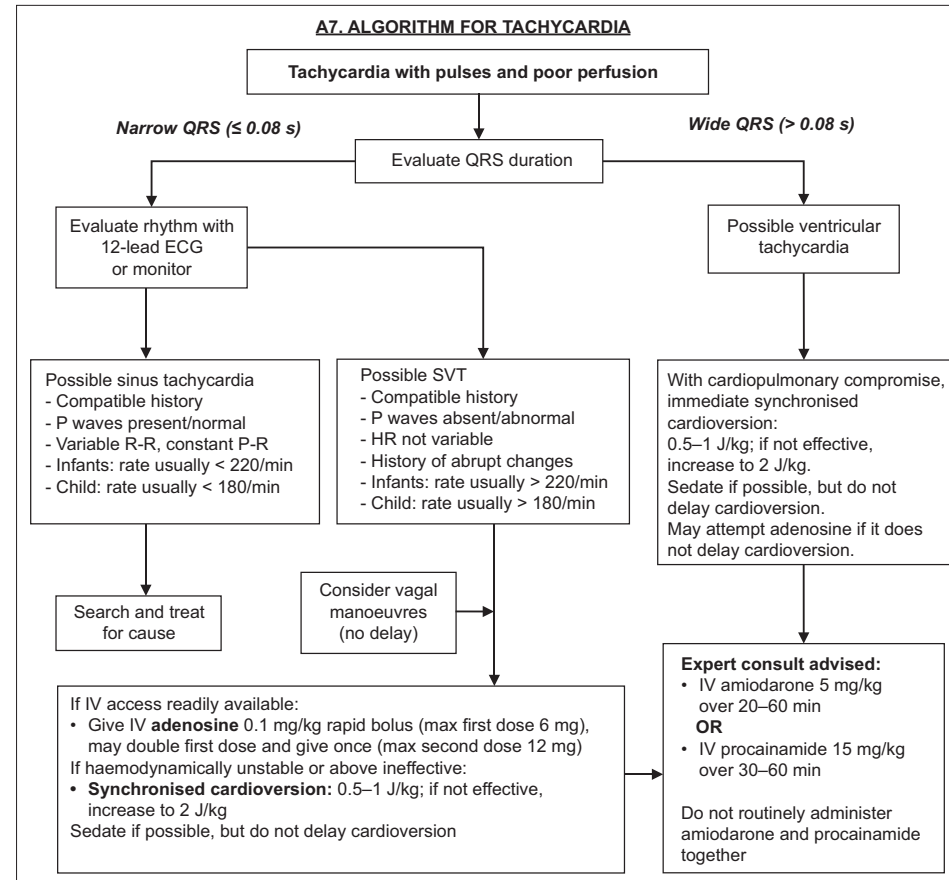 A7. ALGORITHM FOR TACHYCARDIA
Tachycardia with pulses and poor perfusion
Narrow QRS (≤ 0.08 s)
Wide QRS (> 0.08 s)
Evaluate QRS duration
Evaluate rhythm with
12-lead ECG
or monitor
Possible ventricular
tachycardia
Possible sinus tachycardia
- Compatible history
- P waves present/normal
- Variable R-R, constant P-R
- Infants: rate usually < 220/min
- Child: rate usually < 180/min
Possible SVT
- Compatible history
- P waves absent/abnormal
- HR not variable
- History of abrupt changes
- Infants: rate usually > 220/min
- Child: rate usually > 180/min
With cardiopulmonary compromise,
immediate synchronised
cardioversion:
0.5–1 J/kg; if not effective,
increase to 2 J/kg.
Sedate if possible, but do not
delay cardioversion.
May attempt adenosine if it does
not delay cardioversion.
Search and treat
for cause
Consider vagal
manoeuvres
(no delay)
If IV access readily available:
• Give IV adenosine 0.1 mg/kg rapid bolus (max first dose 6 mg),
may double first dose and give once (max second dose 12 mg)
If haemodynamically unstable or above ineffective:
• Synchronised cardioversion: 0.5–1 J/kg; if not effective,
increase to 2 J/kg
Sedate if possible, but do not delay cardioversion
Expert consult advised:
• IV amiodarone 5 mg/kg
over 20–60 min
OR
• IV procainamide 15 mg/kg
over 30–60 min
Do not routinely administer
amiodarone and procainamide
together